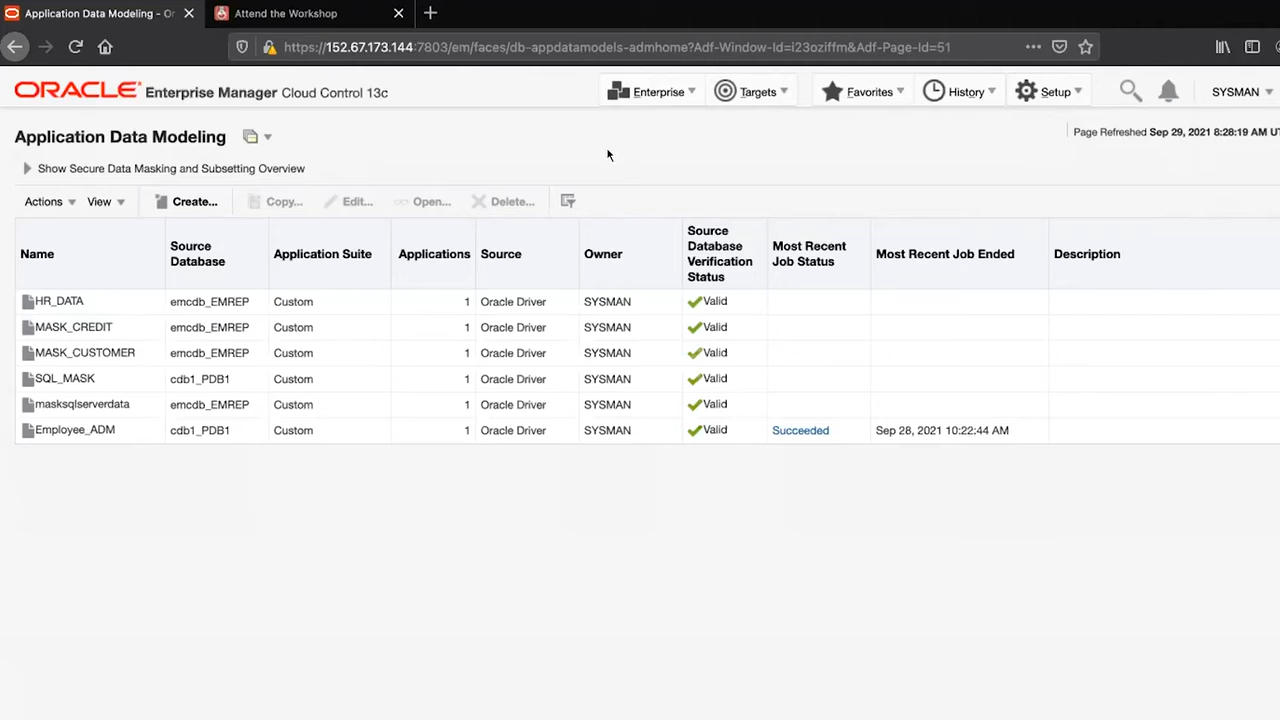 Application Data Modeling - Or
Attend the Workshop
https://152.67.173.144:7803/em/faces/db-appdatamodels-admhome?Adf-Window-Id=i23oziffm&Adf-Page-Id=51
ORACLE Enterprise Manager Cloud Control 13c
Enterprise Targets Favorites History Setup SYSMAN
Application Data Modeling
Page Refreshed Sep 29, 2021 8:28:19 AM UT
Show Secure Data Masking and Subsetting Overview
Actions View Create... Copy... Edit... Open... Delete...
Name Source Database Application Suite Applications Source Owner Source Database Verification Status Most Recent Job Status Most Recent Job Ended Description
HR_DATA emcdb_EMREP Custom 1 Oracle Driver SYSMAN Valid
MASK_CREDIT emcdb_EMREP Custom 1 Oracle Driver SYSMAN Valid
MASK_CUSTOMER emcdb_EMREP Custom 1 Oracle Driver SYSMAN Valid
SQL_MASK cdb1_PDB1 Custom 1 Oracle Driver SYSMAN Valid
masksqlserverdata emcdb_EMREP Custom 1 Oracle Driver SYSMAN Valid
Employee_ADM cdb1_PDB1 Custom 1 Oracle Driver SYSMAN Valid Succeeded Sep 28, 2021 10:22:44 AM